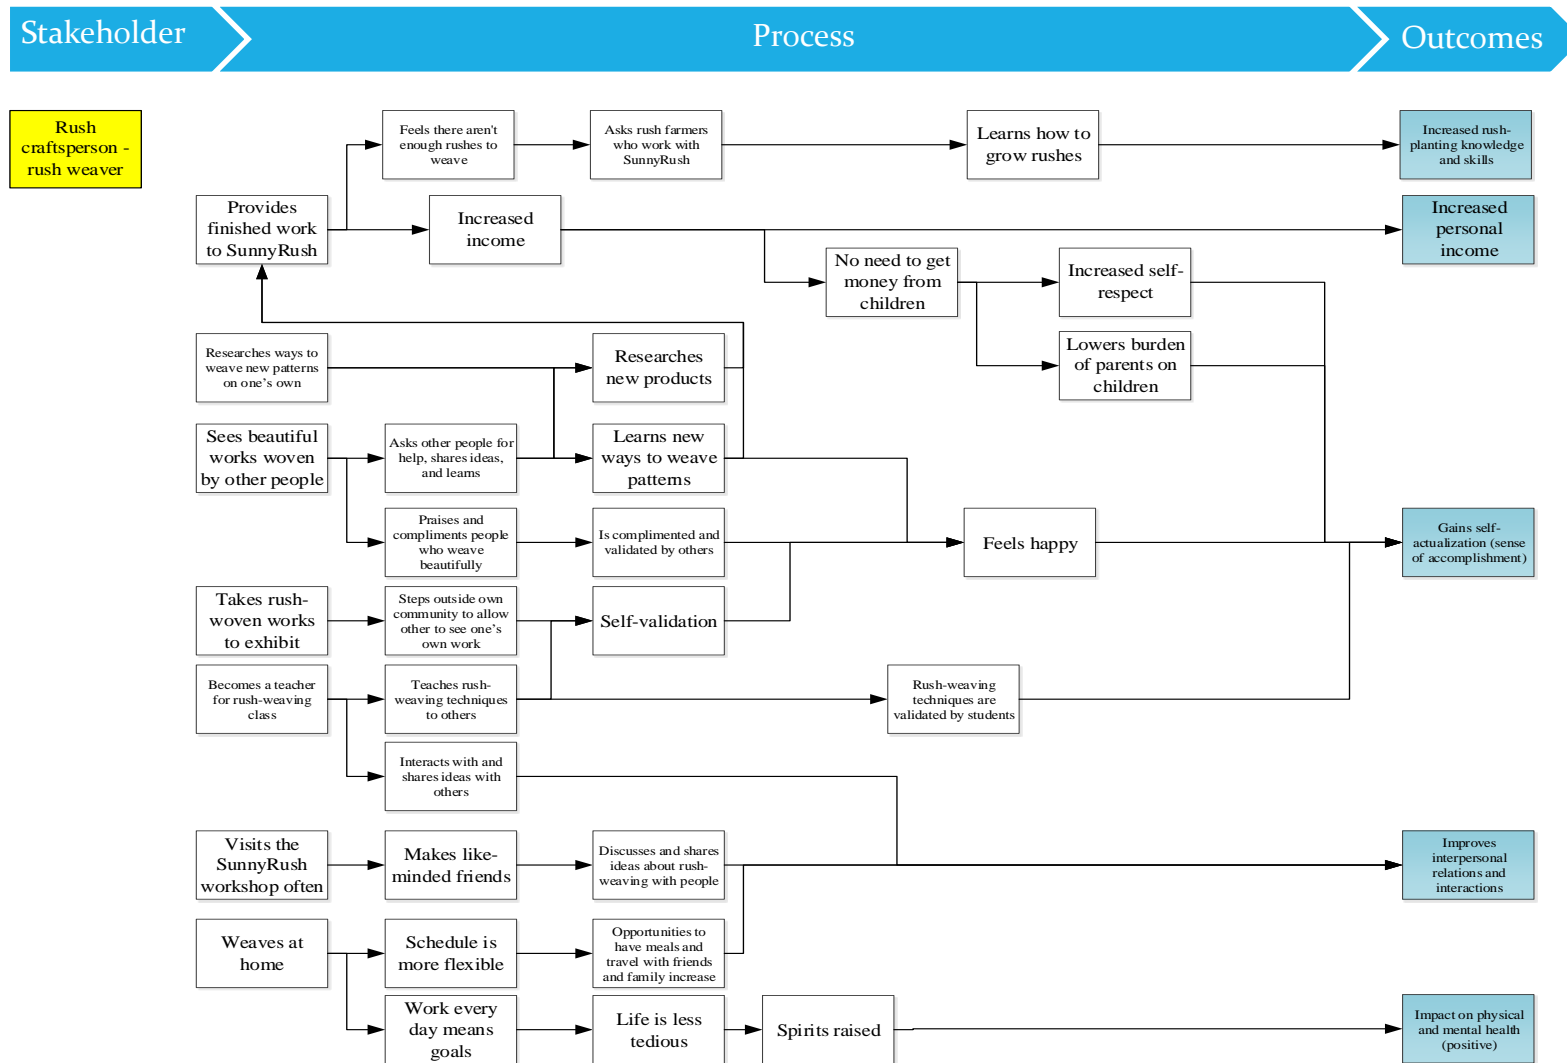 Stakeholder
Process
Outcomes
Rush
craftsperson -
rush weaver
Feels there aren't
enough rushes to
weave
Asks rush farmers
who work with
SunnyRush
Learns how to
grow rushes
Increased rush-
planting knowledge
and skills
Provides
finished work
to SunnyRush
Increased
income
Increased
personal
income
No need to get
money from
children
Increased self-
respect
Lowers burden
of parents on
children
Researches ways to
weave new patterns
on one’s own
Researches
new products
Sees beautiful
works woven
by other people
Asks other people for
help, shares ideas,
and learns
Learns new
ways to weave
patterns
Praises and
compliments people
who weave
beautifully
Is complimented and
validated by others
Feels happy
Gains self-
actualization (sense
of accomplishment)
Takes rush-
woven works
to exhibit
Steps outside own
community to allow
other to see one’s
own work
Self-validation
Becomes a teacher
for rush-weaving
class
Teaches rush-
weaving techniques
to others
Rush-weaving
techniques are
validated by students
Interacts with and
shares ideas with
others
Visits the
SunnyRush
workshop often
Makes like-
minded friends
Discusses and shares
ideas about rush-
weaving with people
Improves
interpersonal
relations and
interactions
Weaves at
home
Schedule is
more flexible
Opportunities to
have meals and
travel with friends
and family increase
Work every
day means
goals
Life is less
tedious
Spirits raised
Impact on physical
and mental health
(positive)